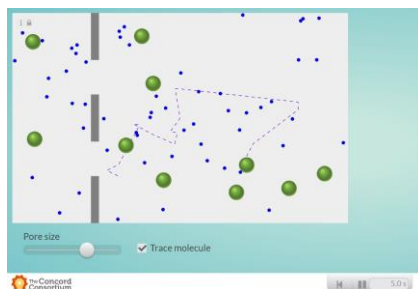 Pore size
Trace molecule
The Concord
Consortium
5.0 s